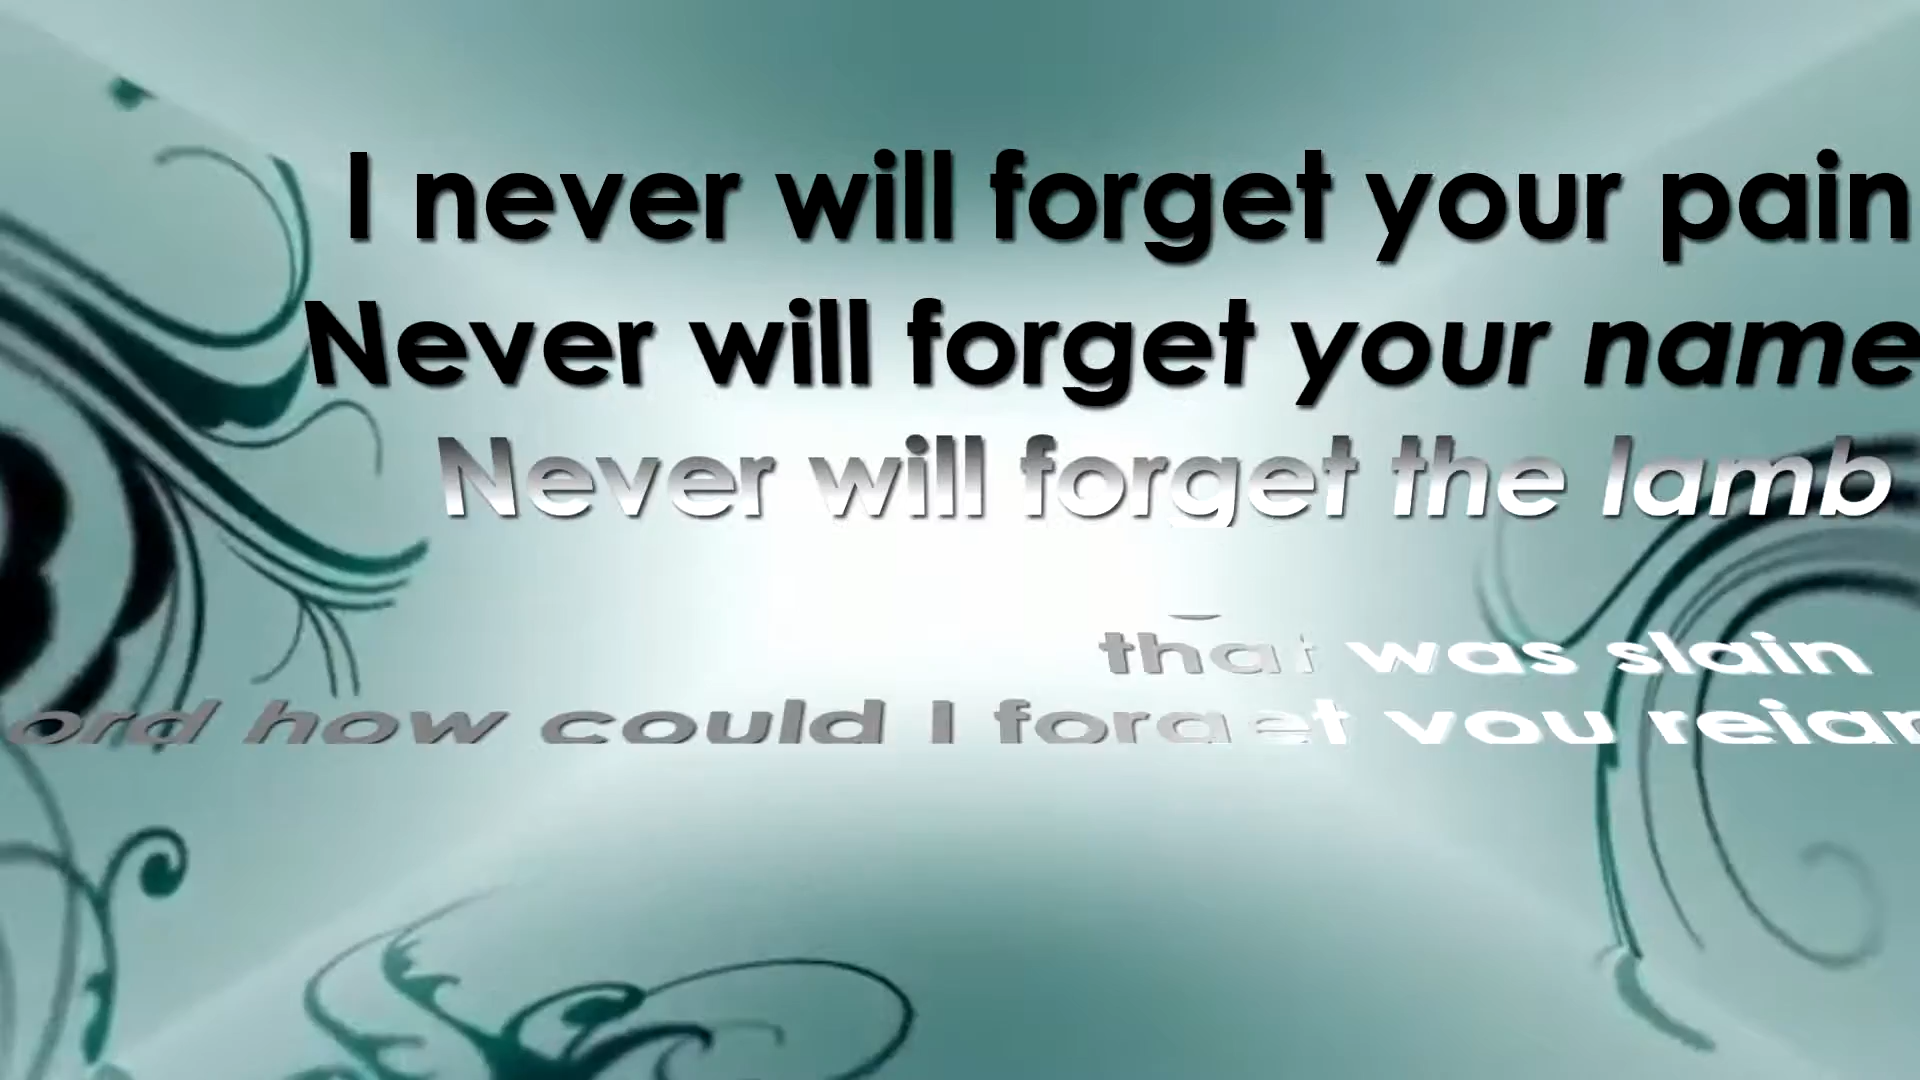 I never will forget your pain
Never will forget your name
Never will forget the lamb
that was slain
ord how could I forget you reign